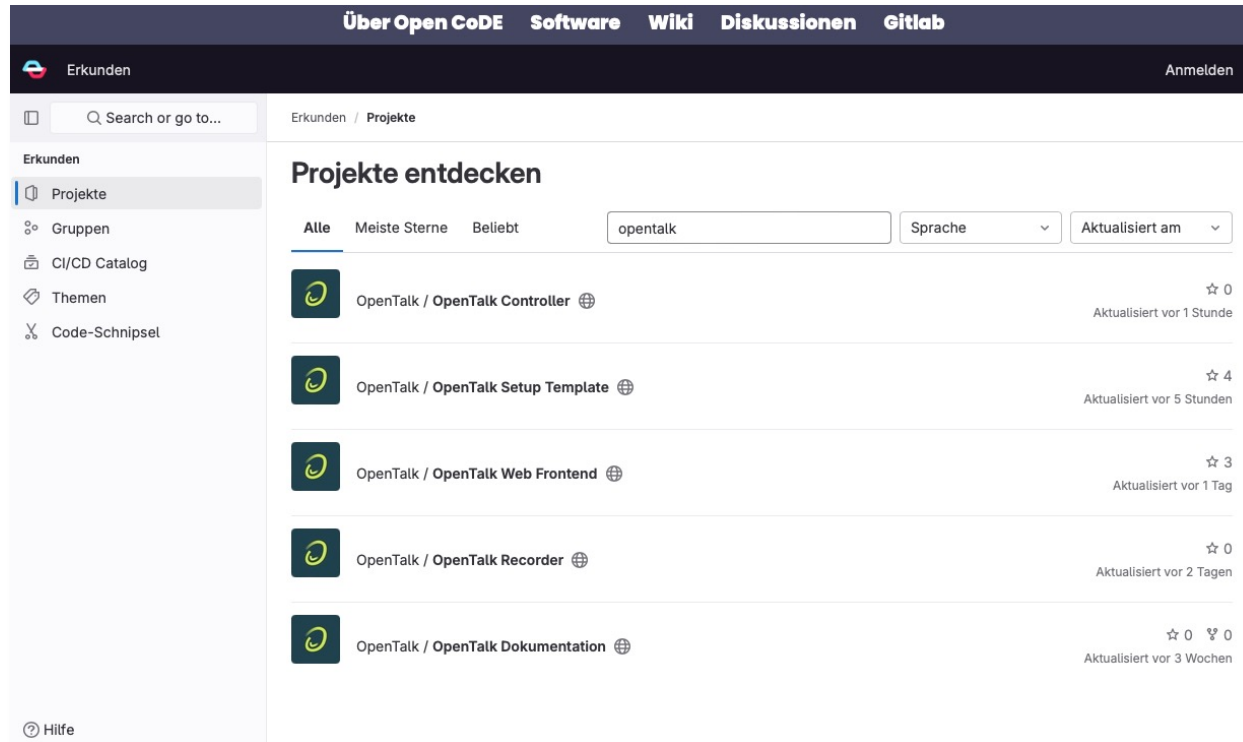 Über Open CoDE Software Wiki Diskussionen Gitlab
Erkunden Anmelden
Search or go to...
Erkunden
Projekte
Gruppen
CI/CD Catalog
Themen
Code-Schnipsel
Hilfe
Erkunden / Projekte
Projekte entdecken
Alle Meiste Sterne Beliebt opentalk Sprache Aktualisiert am
OpenTalk / OpenTalk Controller 0
Aktualisiert vor 1 Stunde
OpenTalk / OpenTalk Setup Template 4
Aktualisiert vor 5 Stunden
OpenTalk / OpenTalk Web Frontend 3
Aktualisiert vor 1 Tag
OpenTalk / OpenTalk Recorder 0
Aktualisiert vor 2 Tagen
OpenTalk / OpenTalk Dokumentation 0 0
Aktualisiert vor 3 Wochen